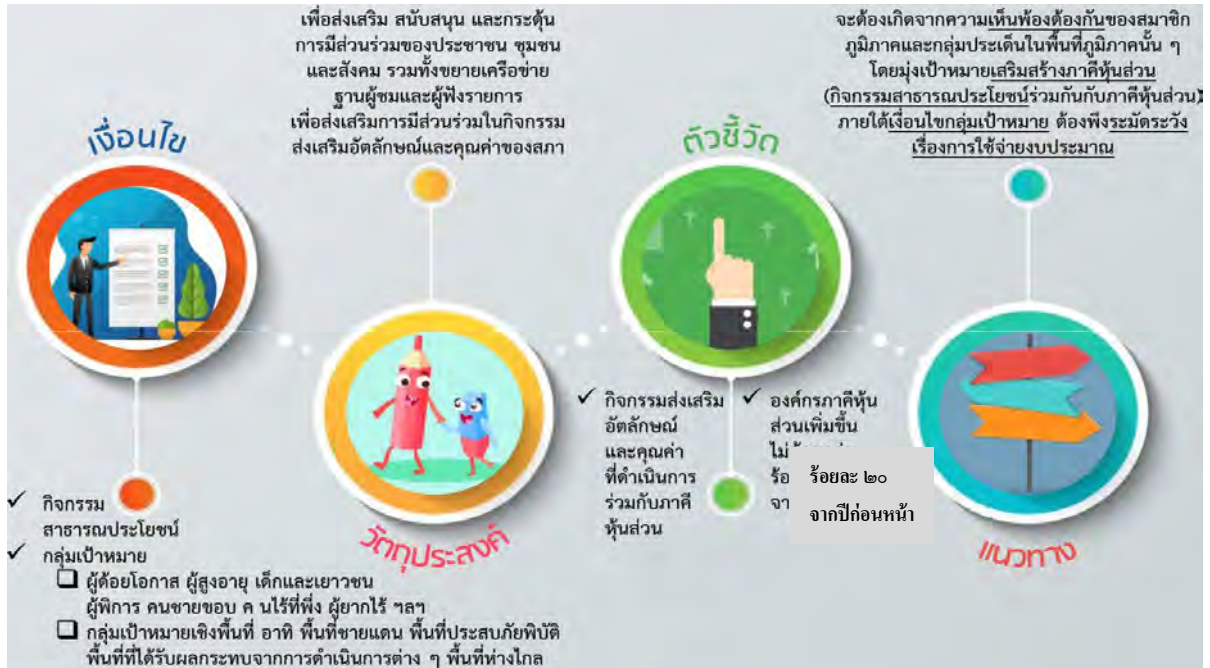 เงื่อนไข
✓ กิจกรรม
สาธารณประโยชน์
✓ กลุ่มเป้าหมาย
❑ ผู้ด้อยโอกาส ผู้สูงอายุ เด็กและเยาวชน
ผู้พิการ คนชายขอบ ค นไร้ที่พึ่ง ผู้ยากไร้ ฯลฯ
❑ กลุ่มเป้าหมายเชิงพื้นที่ อาทิ พื้นที่ชายแดน พื้นที่ประสบภัยพิบัติ
พื้นที่ที่ได้รับผลกระทบจากการดำเนินการต่าง ๆ พื้นที่ห่างไกล
เพื่อส่งเสริม สนับสนุน และกระตุ้น
การมีส่วนร่วมของประชาชน ชุมชน
และสังคม รวมทั้งขยายเครือข่าย
ฐานผู้ชมและผู้ฟังรายการ
เพื่อส่งเสริมการมีส่วนร่วมในกิจกรรม
ส่งเสริมอัตลักษณ์และคุณค่าของสภา
วัตถุประสงค์
ตัวชี้วัด
✓ กิจกรรมส่งเสริม
อัตลักษณ์
และคุณค่า
ที่ดำเนินการ
ร่วมกับภาคี
หุ้นส่วน
✓ องค์กรภาคีหุ้น
ส่วนเพิ่มขึ้น
ร้อยละ ๒๐
จากปีก่อนหน้า
จะต้องเกิดจากความเห็นพ้องต้องกันของสมาชิก
ภูมิภาคและกลุ่มประเด็นในพื้นที่ภูมิภาคนั้น ๆ
โดยมุ่งเป้าหมายเสริมสร้างภาคีหุ้นส่วน
(กิจกรรมสาธารณประโยชน์ร่วมกันกับภาคีหุ้นส่วน)
ภายใต้เงื่อนไขกลุ่มเป้าหมาย ต้องพึงระมัดระวัง
เรื่องการใช้จ่ายงบประมาณ
แนวทาง